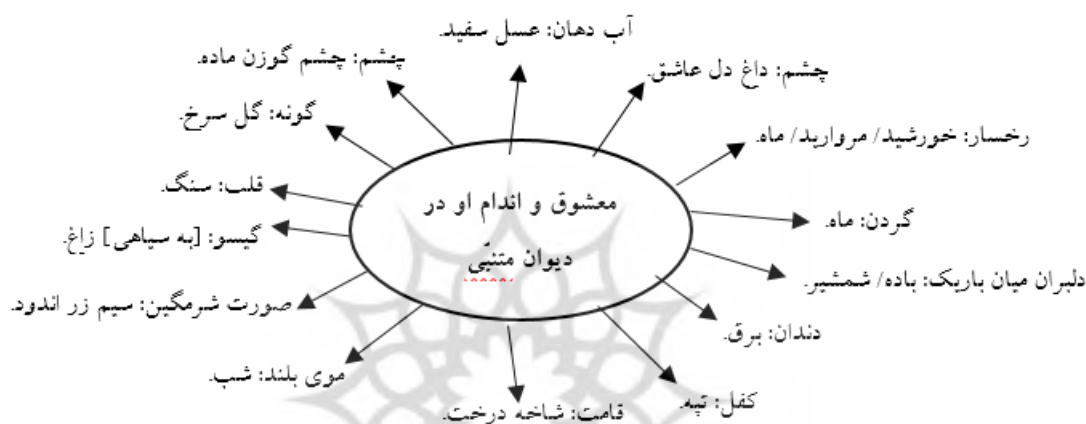 آب دهان: عسل سفید.
چشم: داغ دل عاشق.
رخسار: خورشید/ مروارید/ ماه.
گردن: ماه.
دلبران میان باریک: باده/ شمشیر.
دندان: برق.
کفل: تپه.
قامت: شاخه درخت.
موی بلند: شب.
صورت شرمگین: سیم زر اندود.
گیسو: [به سیاهی] زاغ.
قلب: سنگ.
گونه: گل سرخ.
چشم: چشم گوزن ماده.
معشوق و اندام او در
دیوان متنبّی